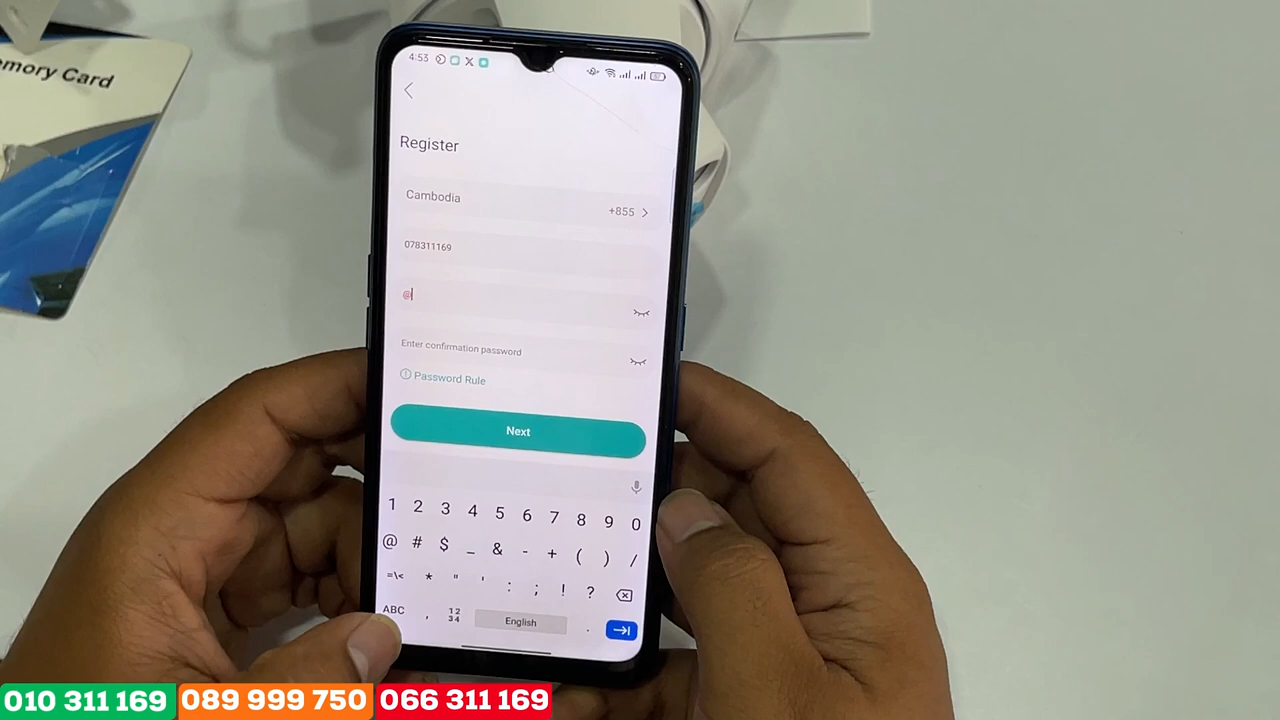 emory Card
4:53
Register
Cambodia
+855
078311169
@
Enter confirmation password
Password Rule
Next
1 2 3 4 5 6 7 8 9 0
@ # $ _ & - + ( ) /
=\< * " ' : ; ! ?
ABC , 12 34 English .
010 311 169 089 999 750 066 311 169